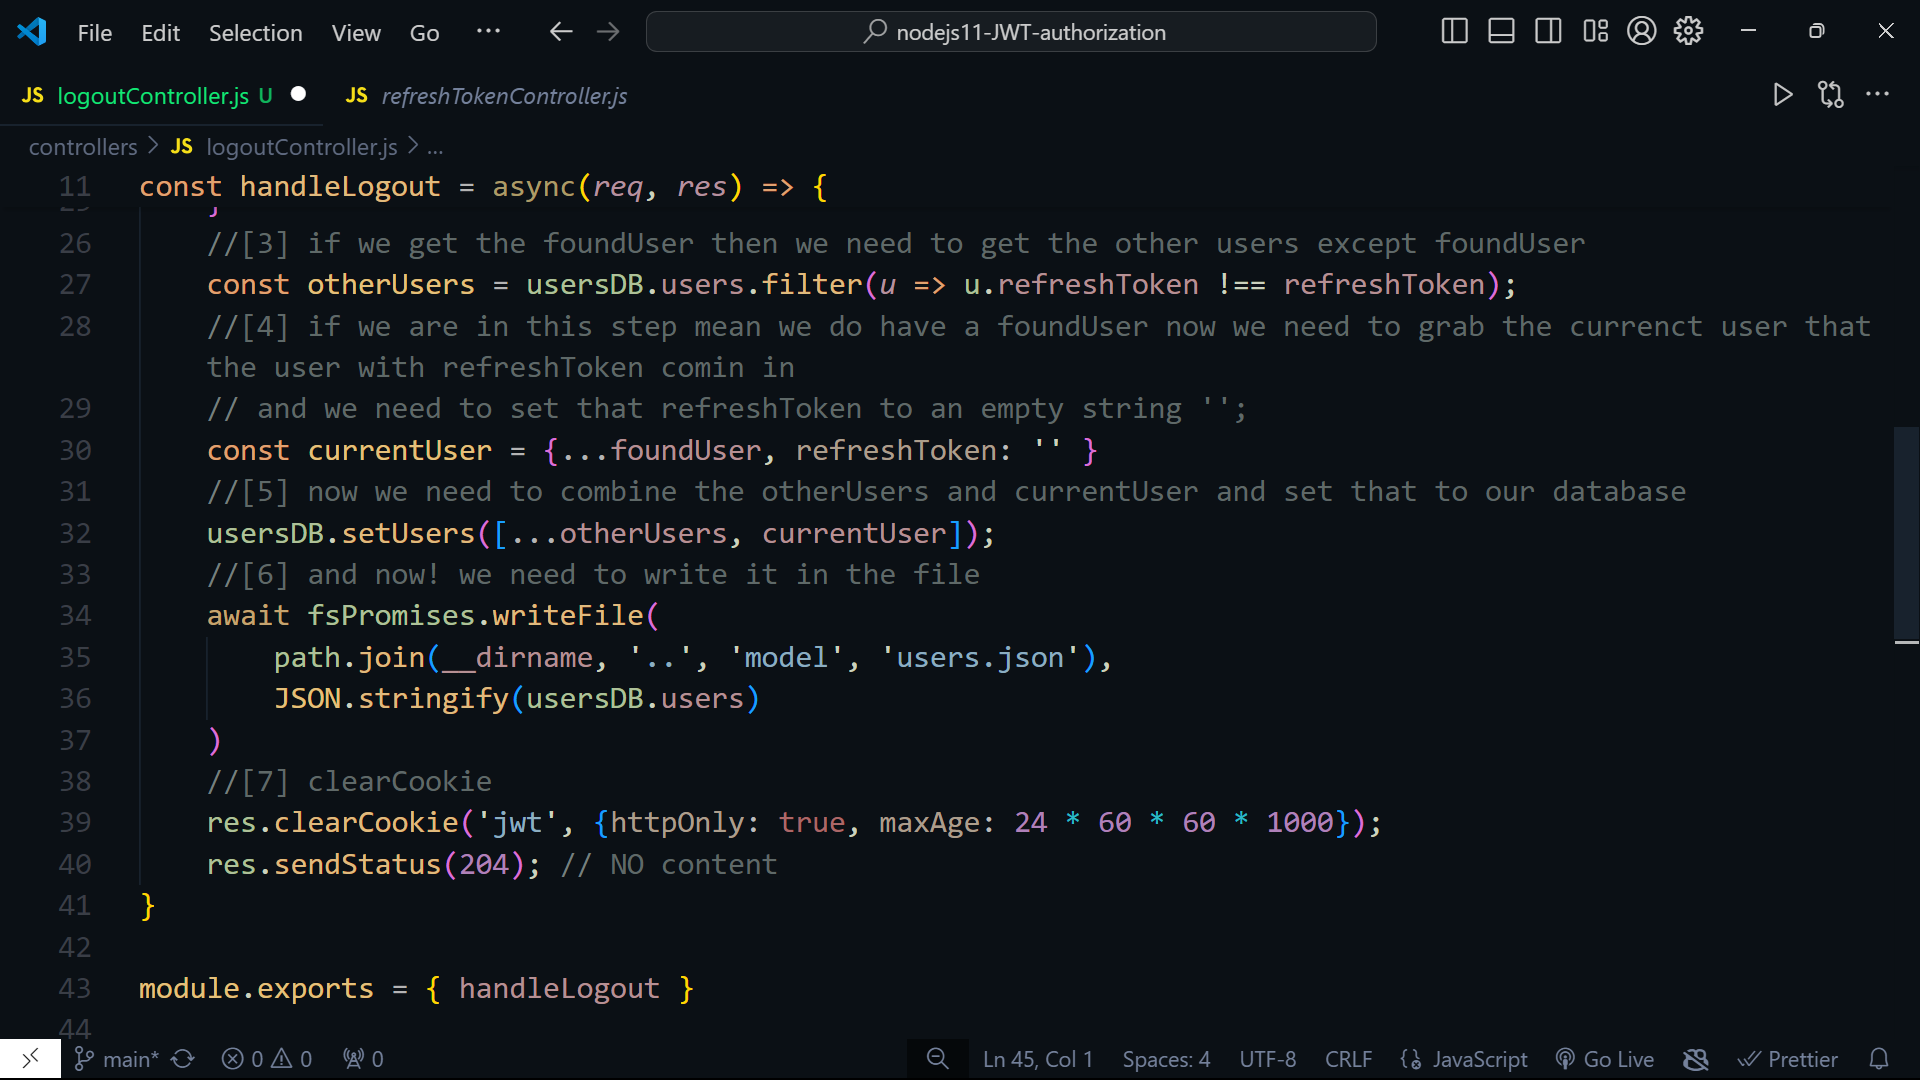 File Edit Selection View Go ··· nodejs11-JWT-authorization
JS logoutController.js U JS refreshTokenController.js
controllers > JS logoutController.js > ...
11 const handleLogout = async(req, res) => {
26 //[3] if we get the foundUser then we need to get the other users except foundUser
27 const otherUsers = usersDB.users.filter(u => u.refreshToken !== refreshToken);
28 //[4] if we are in this step mean we do have a foundUser now we need to grab the currenct user that
the user with refreshToken comin in
29 // and we need to set that refreshToken to an empty string '';
30 const currentUser = {...foundUser, refreshToken: '' }
31 //[5] now we need to combine the otherUsers and currentUser and set that to our database
32 usersDB.setUsers([...otherUsers, currentUser]);
33 //[6] and now! we need to write it in the file
34 await fsPromises.writeFile(
35 path.join(__dirname, '..', 'model', 'users.json'),
36 JSON.stringify(usersDB.users)
37 )
38 //[7] clearCookie
39 res.clearCookie('jwt', {httpOnly: true, maxAge: 24 * 60 * 60 * 1000});
40 res.sendStatus(204); // NO content
41 }
42
43 module.exports = { handleLogout }
44
main* 0 0 0 Ln 45, Col 1 Spaces: 4 UTF-8 CRLF {} JavaScript Go Live Prettier